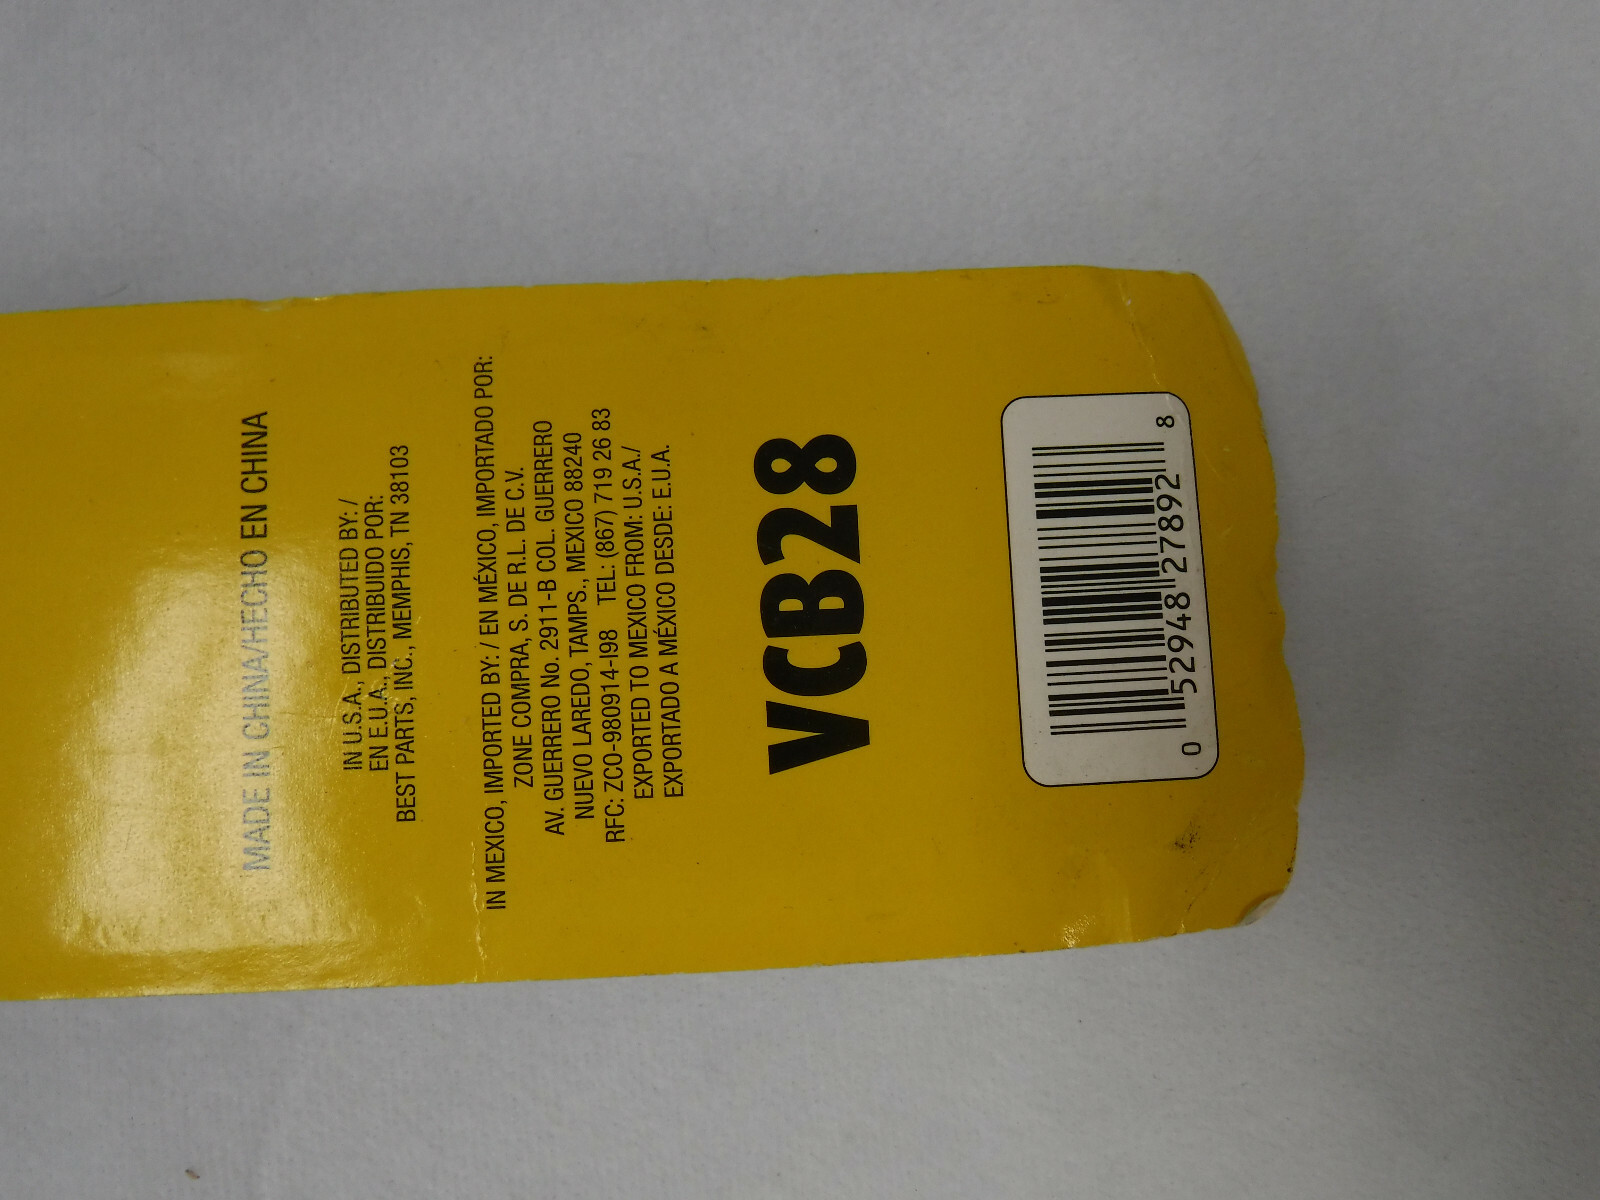 MADE IN CHINA/HECHO EN CHINA
IN U.S.A., DISTRIBUTED BY: /
EN E.U.A., DISTRIBUIDO POR:
BEST PARTS, INC., MEMPHIS, TN 38103
IN MEXICO, IMPORTED BY: / EN MÉXICO, IMPORTADO POR:
ZONE COMPRA, S. DE R.L. DE C.V.
AV. GUERRERO No. 2911-B COL. GUERRERO
NUEVO LAREDO, TAMPS., MEXICO 88240
RFC: ZCO-980914-I98 TEL: (867) 719 26 83
EXPORTED TO MEXICO FROM: U.S.A./
EXPORTADO A MÉXICO DESDE: E.U.A.
VCB28
0 52948 27892 8